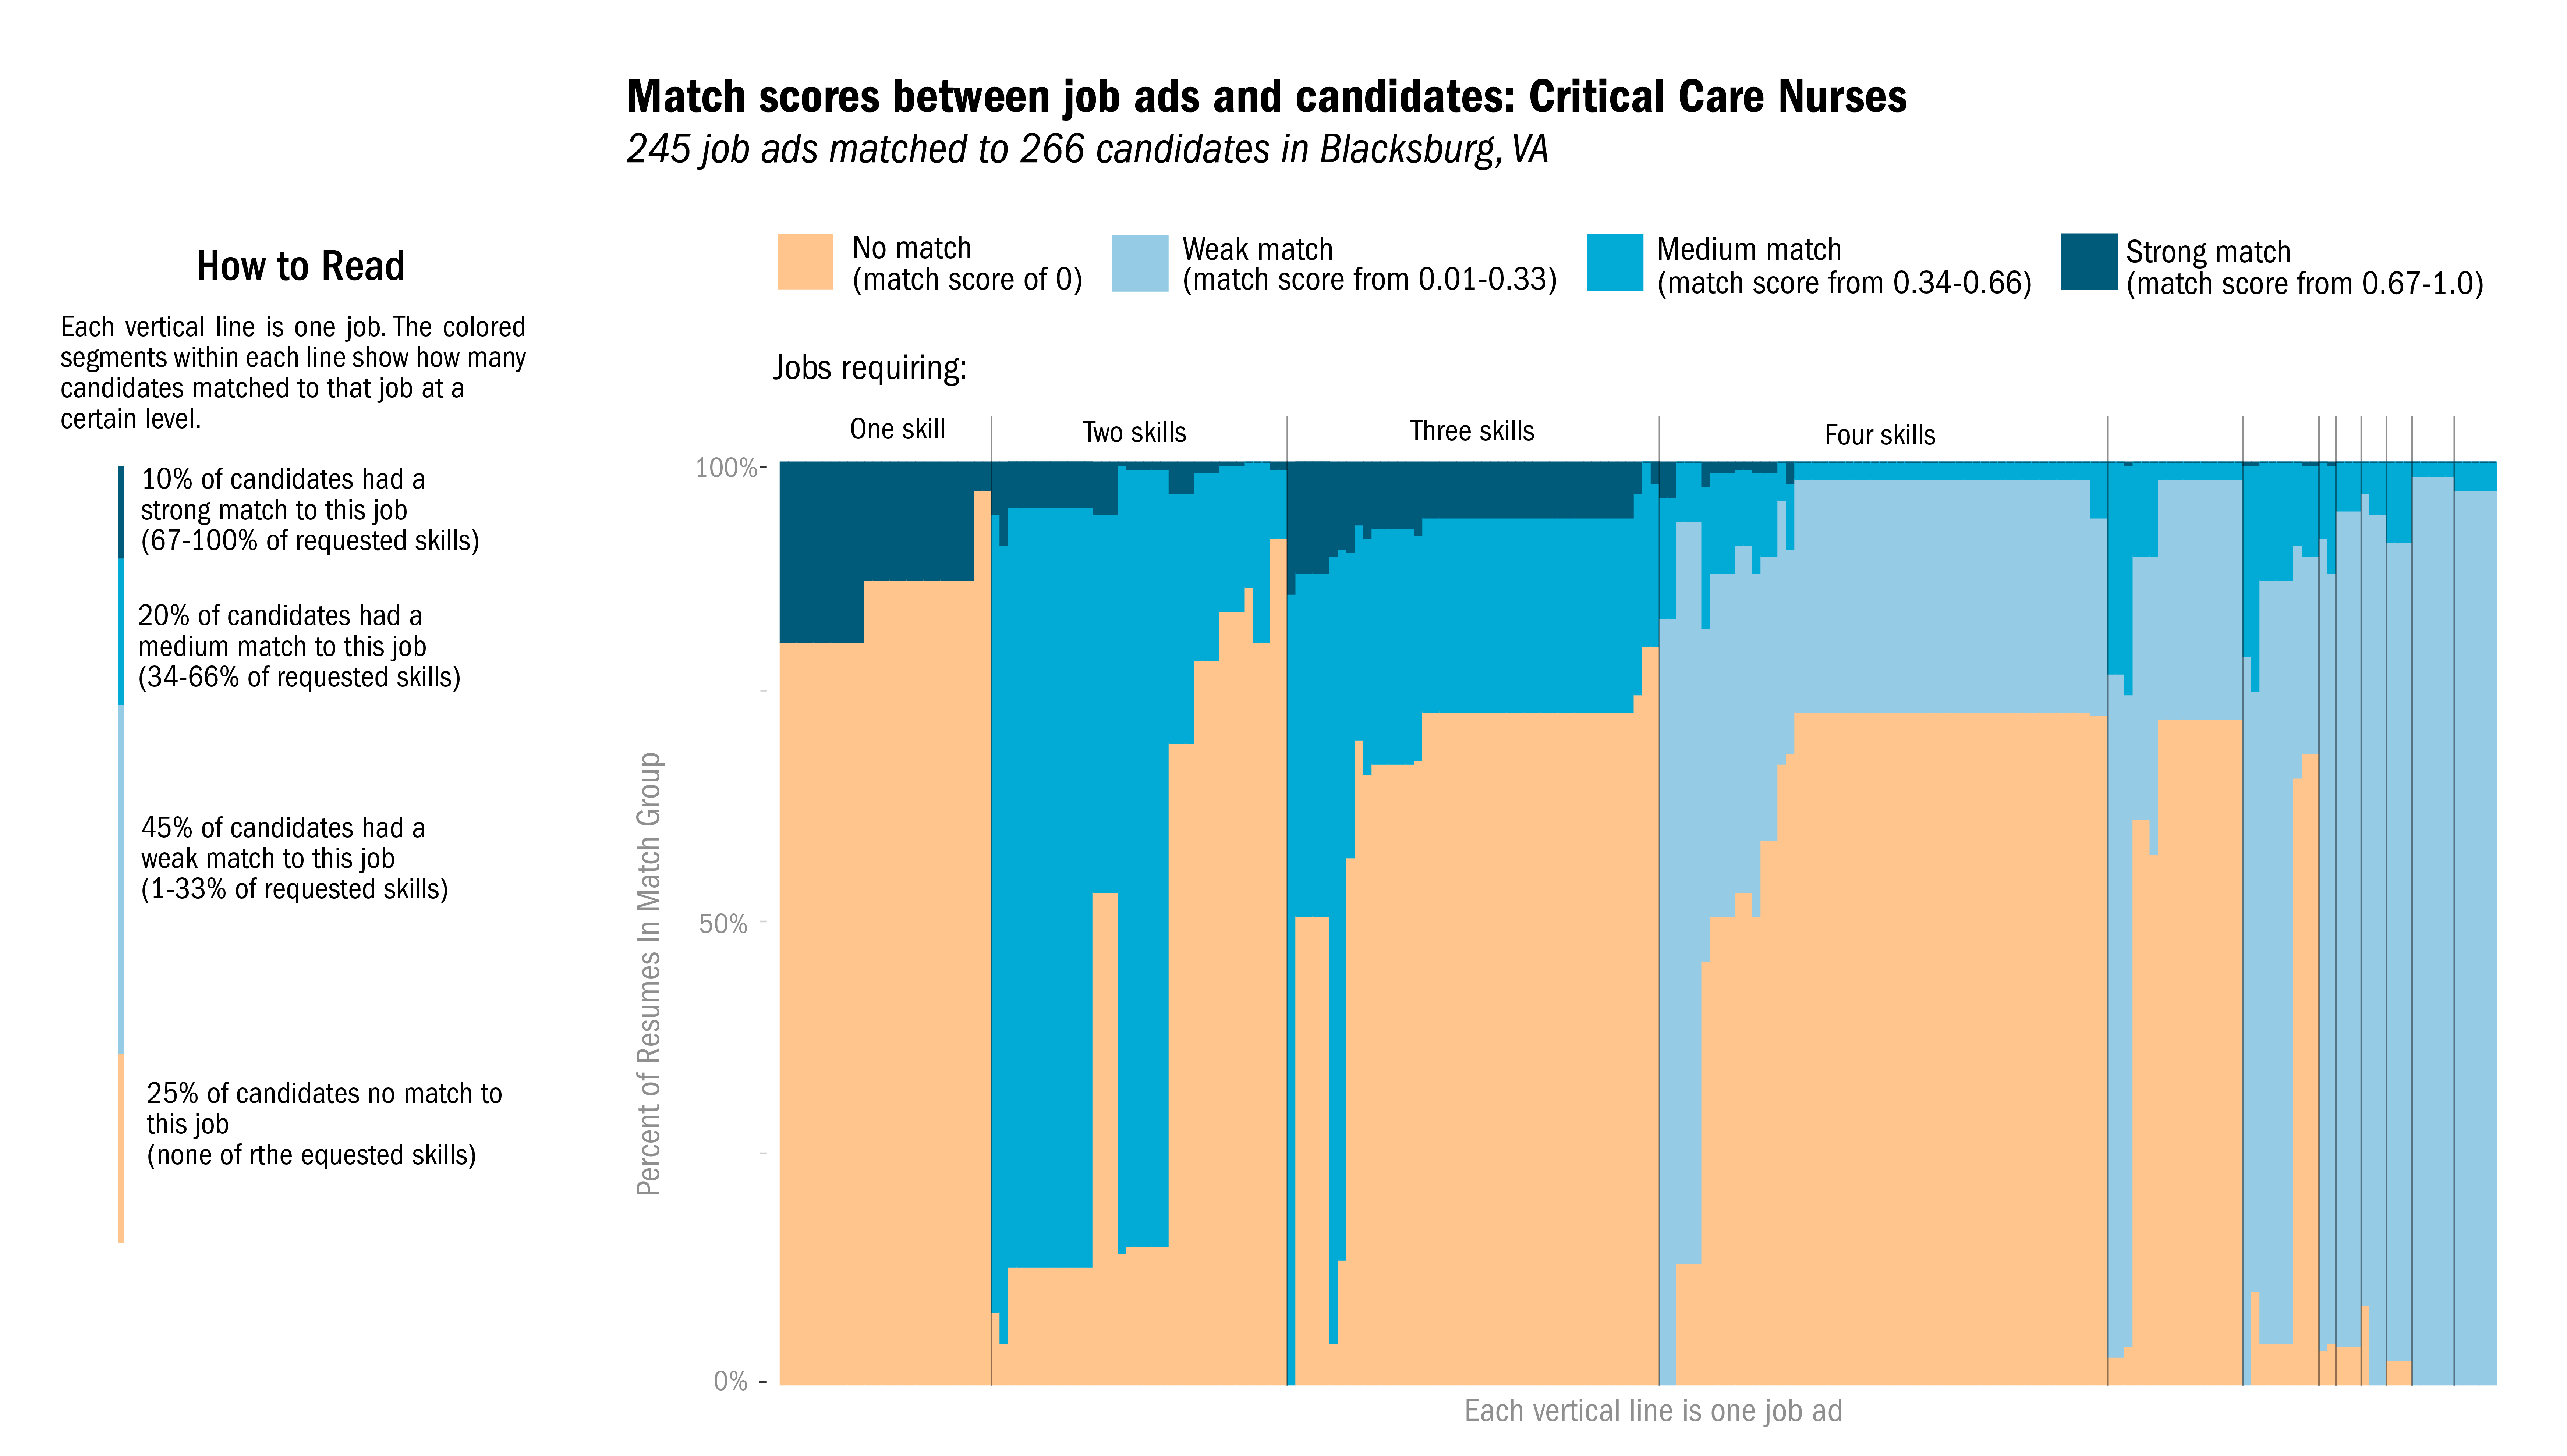 Match scores between job ads and candidates: Critical Care Nurses
245 job ads matched to 266 candidates in Blacksburg, VA
How to Read
Each vertical line is one job. The colored
segments within each line show how many
candidates matched to that job at a
certain level.
10% of candidates had a
strong match to this job
(67-100% of requested skills)
20% of candidates had a
medium match to this job
(34-66% of requested skills)
45% of candidates had a
weak match to this job
(1-33% of requested skills)
25% of candidates no match to
this job
(none of rthe equested skills)
No match
(match score of 0)
Weak match
(match score from 0.01-0.33)
Medium match
(match score from 0.34-0.66)
Strong match
(match score from 0.67-1.0)
Jobs requiring:
One skill
Two skills
Three skills
Four skills
100%
50%
0%
Percent of Resumes In Match Group
Each vertical line is one job ad